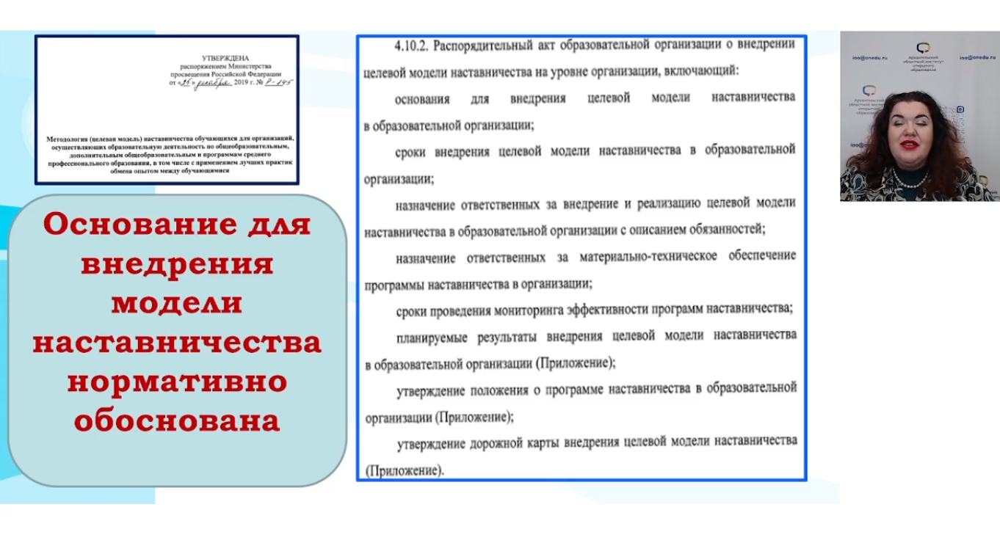 УТВЕРЖДЕНА
распоряжением Министерства
просвещения Российской Федерации
от «25» декабря 2019 г. № Р-145
Методология (целевая модель) наставничества обучающихся для организаций,
осуществляющих образовательную деятельность по общеобразовательным,
дополнительным общеобразовательным и программам среднего
профессионального образования, в том числе с применением лучших практик
обмена опытом между обучающимися
Основание для
внедрения
модели
наставничества
нормативно
обоснована
4.10.2. Распорядительный акт образовательной организации о внедрении
целевой модели наставничества на уровне организации, включающий:
основания для внедрения целевой модели наставничества
в образовательной организации;
сроки внедрения целевой модели наставничества в образовательной
организации;
назначение ответственных за внедрение и реализацию целевой модели
наставничества в образовательной организации с описанием обязанностей;
назначение ответственных за материально-техническое обеспечение
программы наставничества в организации;
сроки проведения мониторинга эффективности программ наставничества;
планируемые результаты внедрения целевой модели наставничества
в образовательной организации (Приложение);
утверждение положения о программе наставничества в образовательной
организации (Приложение);
утверждение дорожной карты внедрения целевой модели наставничества
(Приложение).
ioo@onedu.ru
Архангельский
областной институт
открытого
образования
ioo@onedu.ru
Архангельский